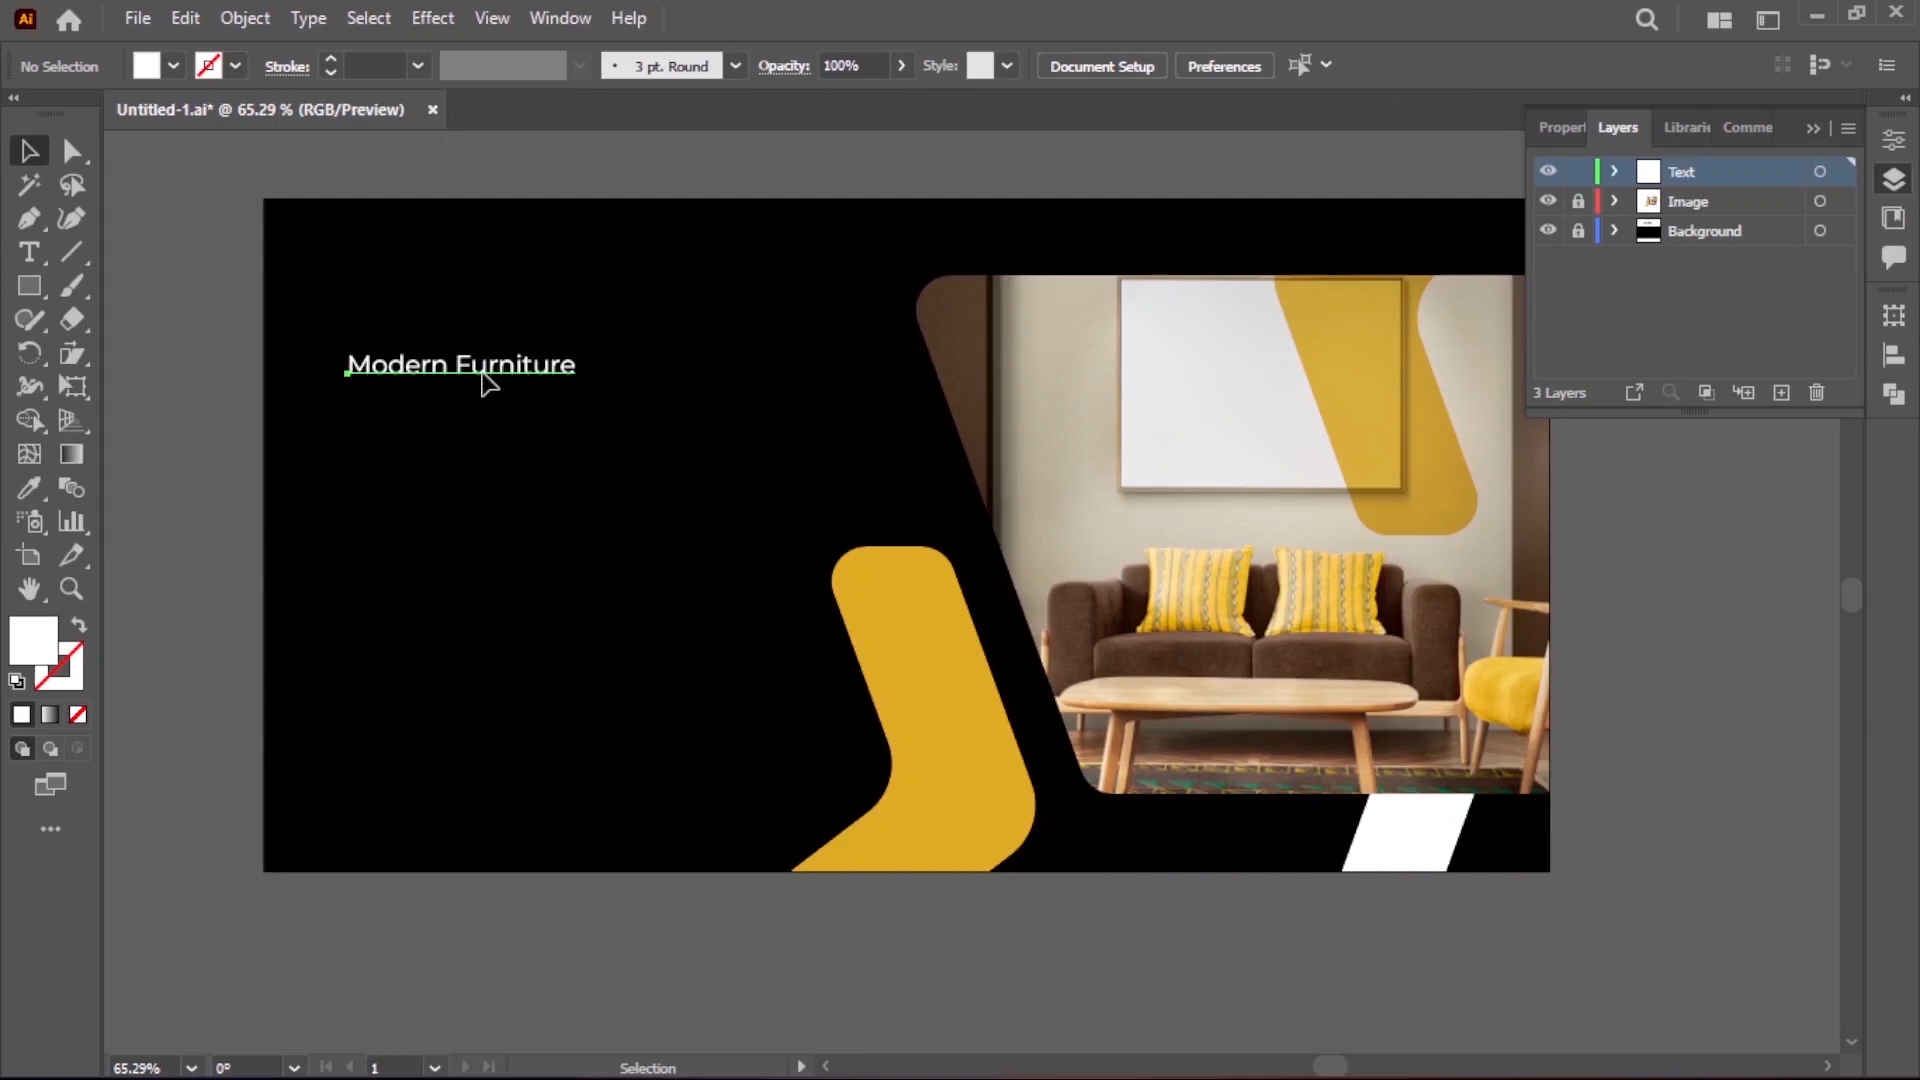 Ai File Edit Object Type Select Effect View Window Help
No Selection Stroke: 3 pt. Round Opacity: 100% Style: Document Setup Preferences
Untitled-1.ai* @ 65.29 % (RGB/Preview)
Propert Layers Librarie Comme
Text
Image
Background
3 Layers
Modern Furniture
65.29% 0° 1 Selection